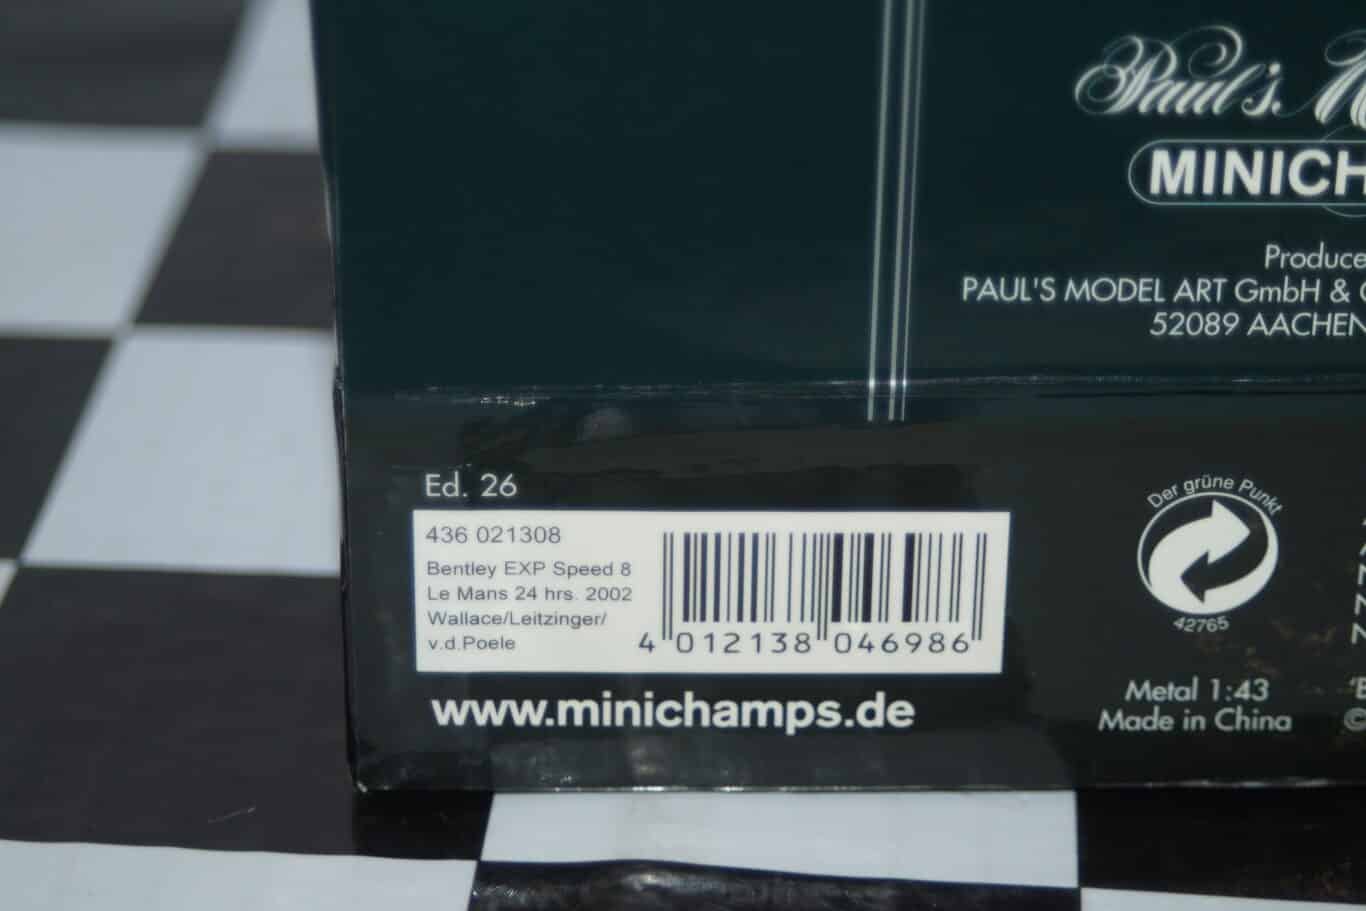 Paul's
MINICH
Produce
PAUL'S MODEL ART GmbH &
52089 AACHEN
Ed. 26
436 021308
Bentley EXP Speed 8
Le Mans 24 hrs. 2002
Wallace/Leitzinger/
v.d.Poele
4 012138 046986
www.minichamps.de
Der grüne Punkt
42765
Metal 1:43
Made in China